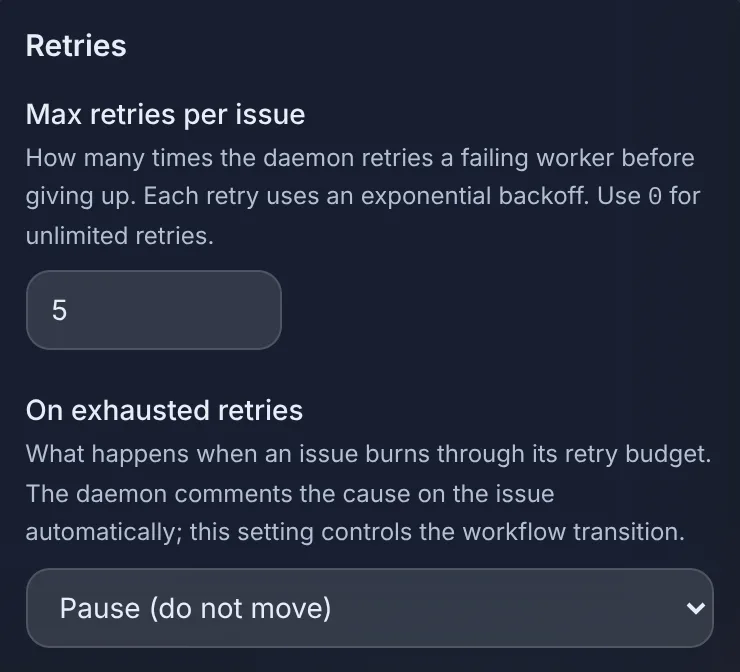 Retries
Max retries per issue
How many times the daemon retries a failing worker before
giving up. Each retry uses an exponential backoff. Use 0 for
unlimited retries.
5
On exhausted retries
What happens when an issue burns through its retry budget.
The daemon comments the cause on the issue
automatically; this setting controls the workflow transition.
Pause (do not move)